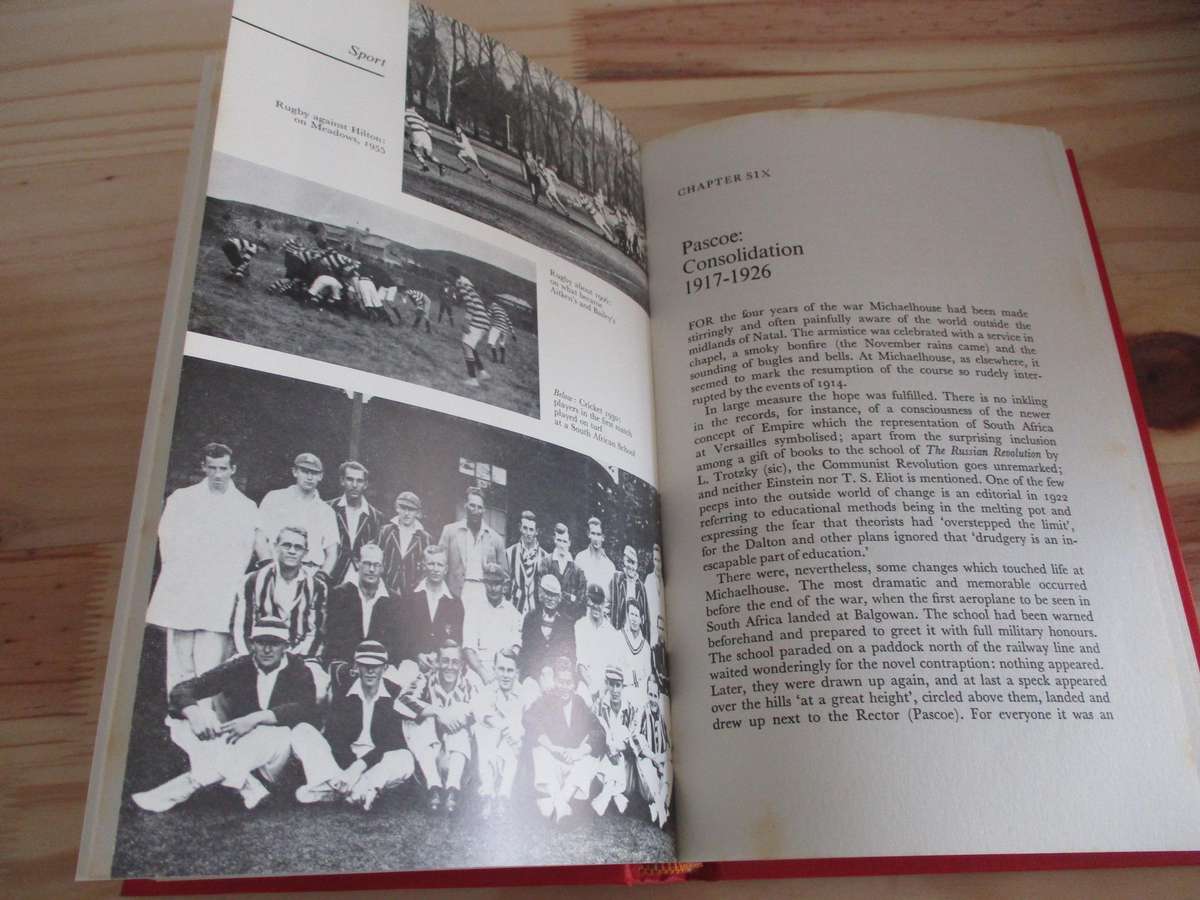 Sport
Rugby against Hilton:
on Meadows, 1955
Rugby about 1906:
on what became
Aitken's and Bailey's
Below: Cricket 1930:
players in the first match
played on turf
at a South African School
CHAPTER SIX
Pascoe:
Consolidation
1917-1926
FOR the four years of the war Michaelhouse had been made
stirringly and often painfully aware of the world outside the
midlands of Natal. The armistice was celebrated with a service in
chapel, a smoky bonfire (the November rains came) and the
sounding of bugles and bells. At Michaelhouse, as elsewhere, it
seemed to mark the resumption of the course so rudely inter-
rupted by the events of 1914.
In large measure the hope was fulfilled. There is no inkling
in the records, for instance, of a consciousness of the newer
concept of Empire which the representation of South Africa
at Versailles symbolised; apart from the surprising inclusion
among a gift of books to the school of The Russian Revolution by
L. Trotzky (sic), the Communist Revolution goes unremarked;
and neither Einstein nor T. S. Eliot is mentioned. One of the few
peeps into the outside world of change is an editorial in 1922
referring to educational methods being in the melting pot and
expressing the fear that theorists had 'overstepped the limit',
for the Dalton and other plans ignored that 'drudgery is an in-
escapable part of education.'
There were, nevertheless, some changes which touched life at
Michaelhouse. The most dramatic and memorable occurred
before the end of the war, when the first aeroplane to be seen in
South Africa landed at Balgowan. The school had been warned
beforehand and prepared to greet it with full military honours.
The school paraded on a paddock north of the railway line and
waited wonderingly for the novel contraption: nothing appeared.
Later, they were drawn up again, and at last a speck appeared
over the hills 'at a great height', circled above them, landed and
drew up next to the Rector (Pascoe). For everyone it was an